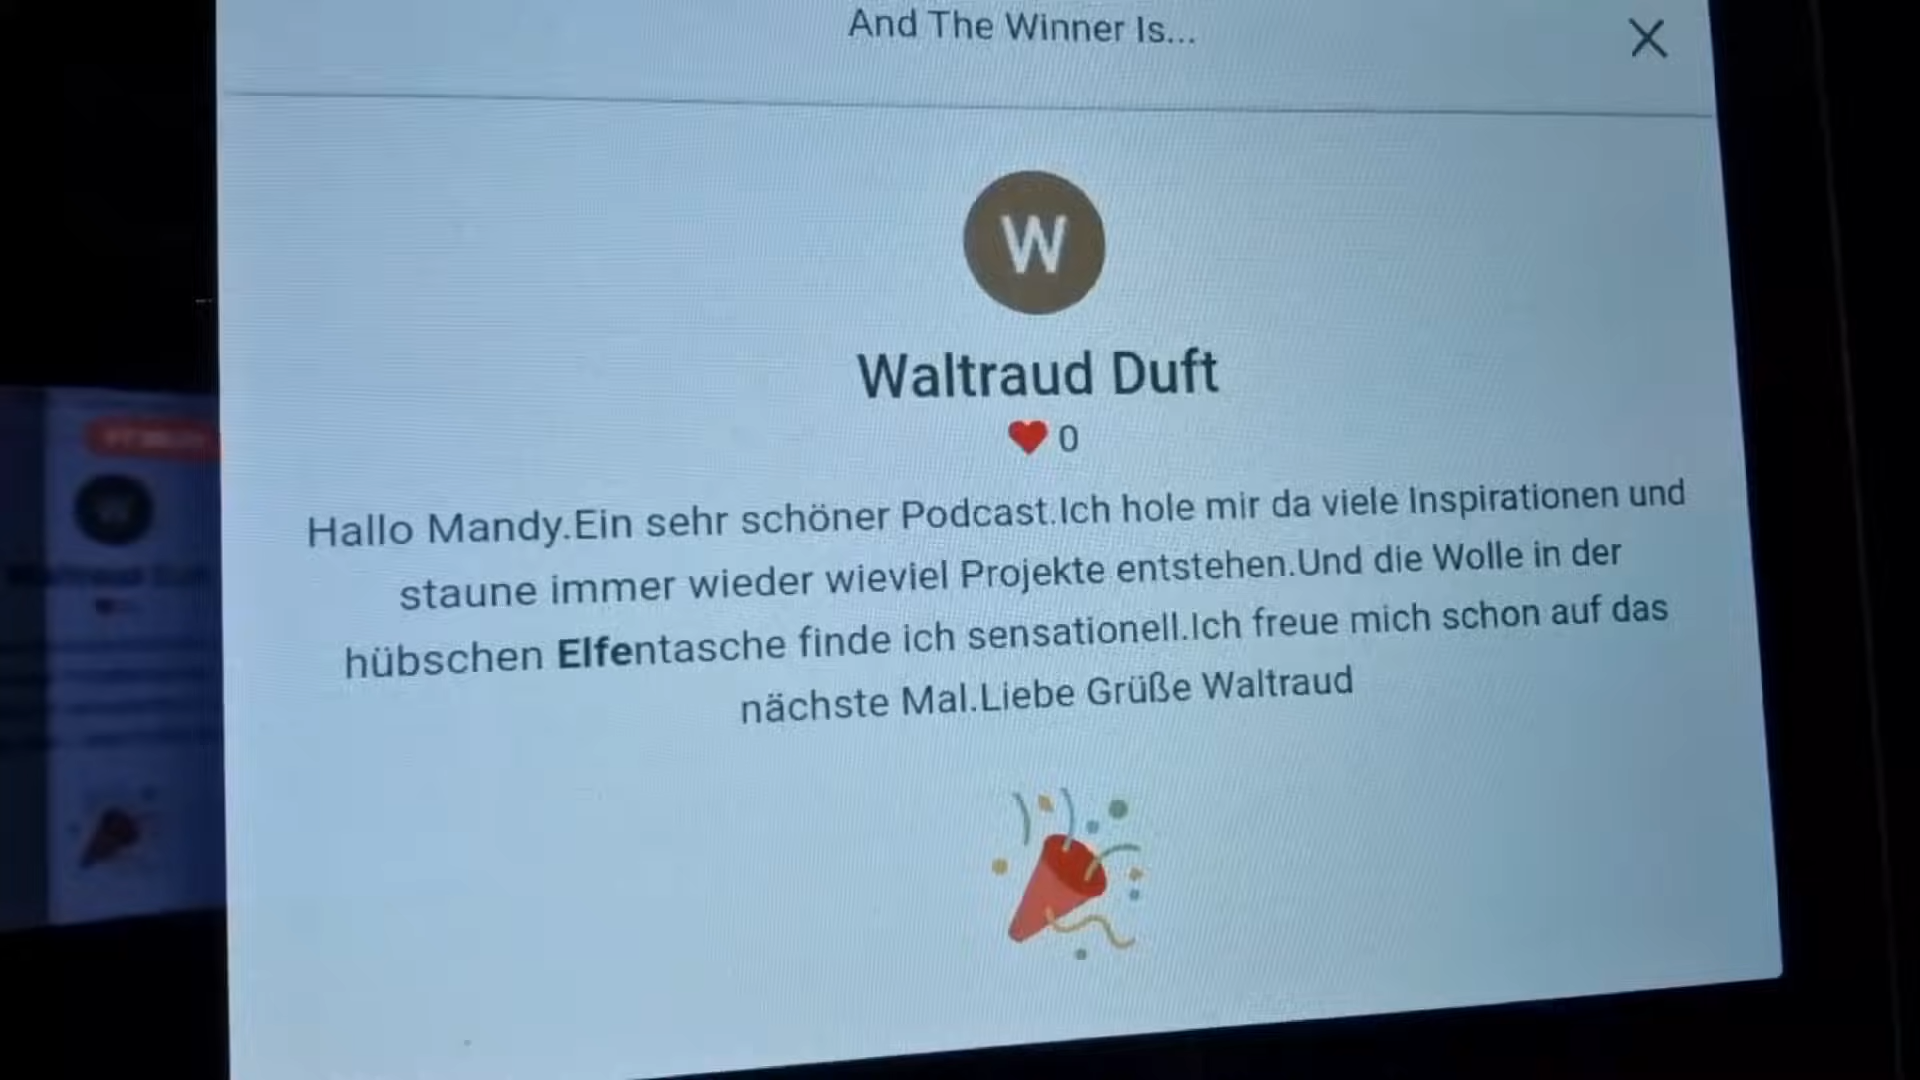 And The Winner Is...
W
Waltraud Duft
0
Hallo Mandy.Ein sehr schöner Podcast.Ich hole mir da viele Inspirationen und
staune immer wieder wieviel Projekte entstehen.Und die Wolle in der
hübschen Elfentasche finde ich sensationell.Ich freue mich schon auf das
nächste Mal.Liebe Grüße Waltraud